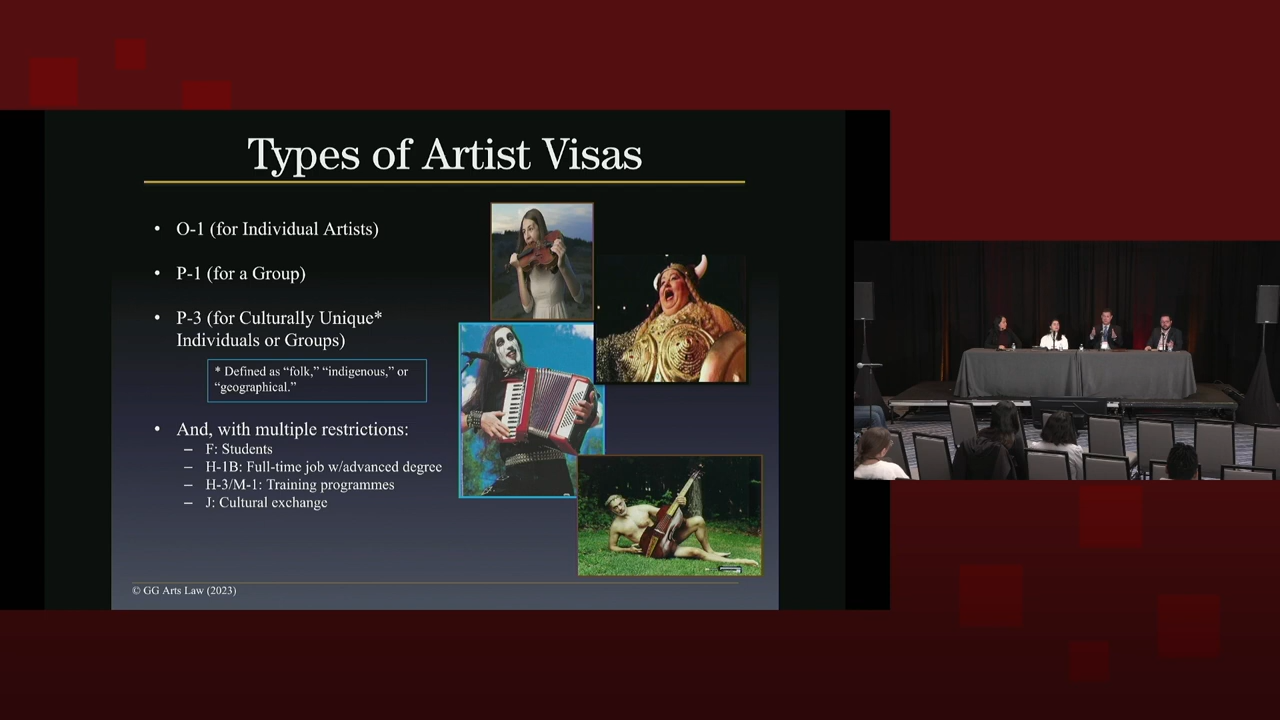 Types of Artist Visas
• O-1 (for Individual Artists)
• P-1 (for a Group)
• P-3 (for Culturally Unique*
Individuals or Groups)
* Defined as “folk,” “indigenous,” or
“geographical.”
• And, with multiple restrictions:
– F: Students
– H-1B: Full-time job w/advanced degree
– H-3/M-1: Training programmes
– J: Cultural exchange
© GG Arts Law (2023)